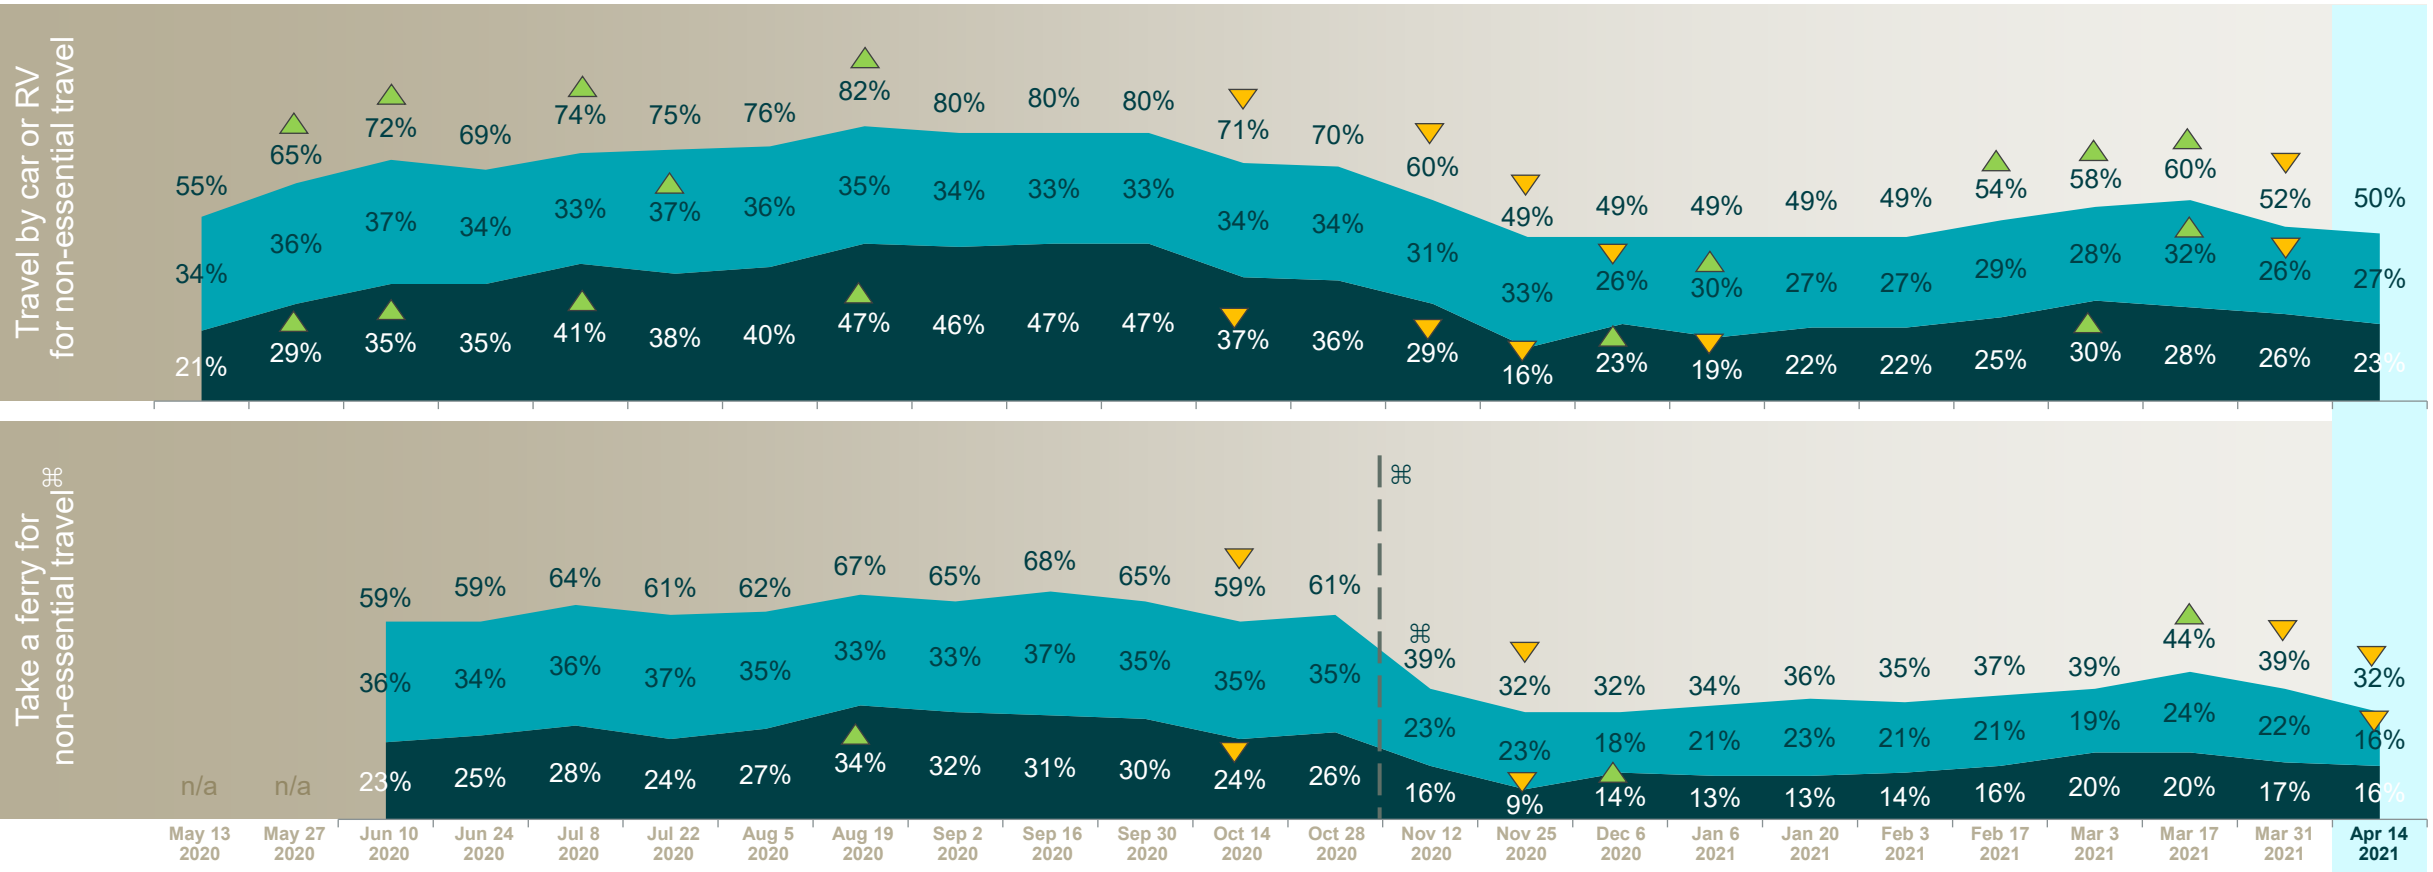 Travel by car or RV
for non-essential travel
55% 65% 72% 69% 74% 75% 76% 82% 80% 80% 80% 71% 70% 60% 49% 49% 49% 49% 49% 54% 58% 60% 52% 50%
34% 36% 37% 34% 33% 37% 36% 35% 34% 33% 33% 34% 34% 31% 33% 26% 30% 27% 27% 29% 28% 32% 26% 27%
21% 29% 35% 35% 41% 38% 40% 47% 46% 47% 47% 37% 36% 29% 16% 23% 19% 22% 22% 25% 30% 28% 26% 23%
Take a ferry for
non-essential travel⌘
⌘
⌘
59% 59% 64% 61% 62% 67% 65% 68% 65% 59% 61% 39% 32% 32% 34% 36% 35% 37% 39% 44% 39% 32%
36% 34% 36% 37% 35% 33% 33% 37% 35% 35% 35% 23% 23% 18% 21% 23% 21% 21% 19% 24% 22% 16%
n/a n/a 23% 25% 28% 24% 27% 34% 32% 31% 30% 24% 26% 16% 9% 14% 13% 13% 14% 16% 20% 20% 17% 16%
May 13 May 27 Jun 10 Jun 24 Jul 8 Jul 22 Aug 5 Aug 19 Sep 2 Sep 16 Sep 30 Oct 14 Oct 28 Nov 12 Nov 25 Dec 6 Jan 6 Jan 20 Feb 3 Feb 17 Mar 3 Mar 17 Mar 31 Apr 14
2020 2020 2020 2020 2020 2020 2020 2020 2020 2020 2020 2020 2020 2020 2020 2020 2021 2021 2021 2021 2021 2021 2021 2021